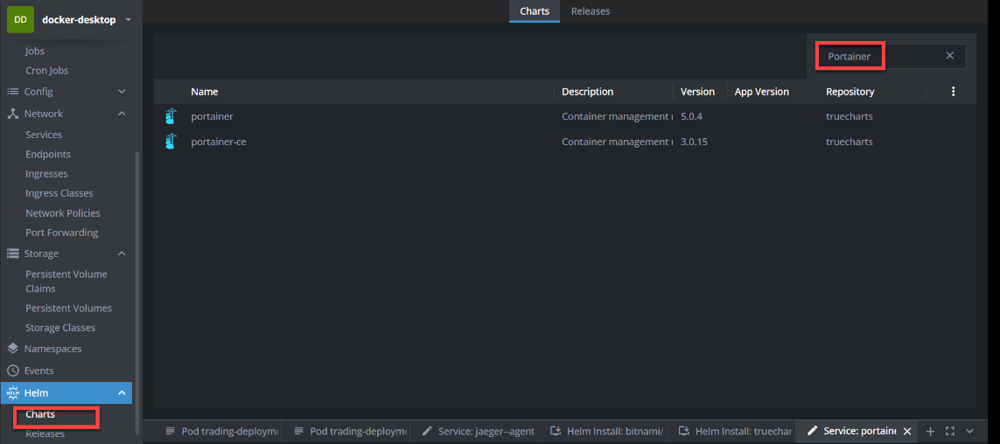 DD docker-desktop
Charts Releases
Jobs
Cron Jobs
Config
Network
Services
Endpoints
Ingresses
Ingress Classes
Network Policies
Port Forwarding
Storage
Persistent Volume
Claims
Persistent Volumes
Storage Classes
Namespaces
Events
HELM Helm
Charts
Releases
Portainer
Name Description Version App Version Repository
portainer Container management 5.0.4 truecharts
portainer-ce Container management 3.0.15 truecharts
Pod trading-deployme Pod trading-deployme Service: jaeger--agent Helm Install: bitnami/ Helm Install: truechar Service: portaine